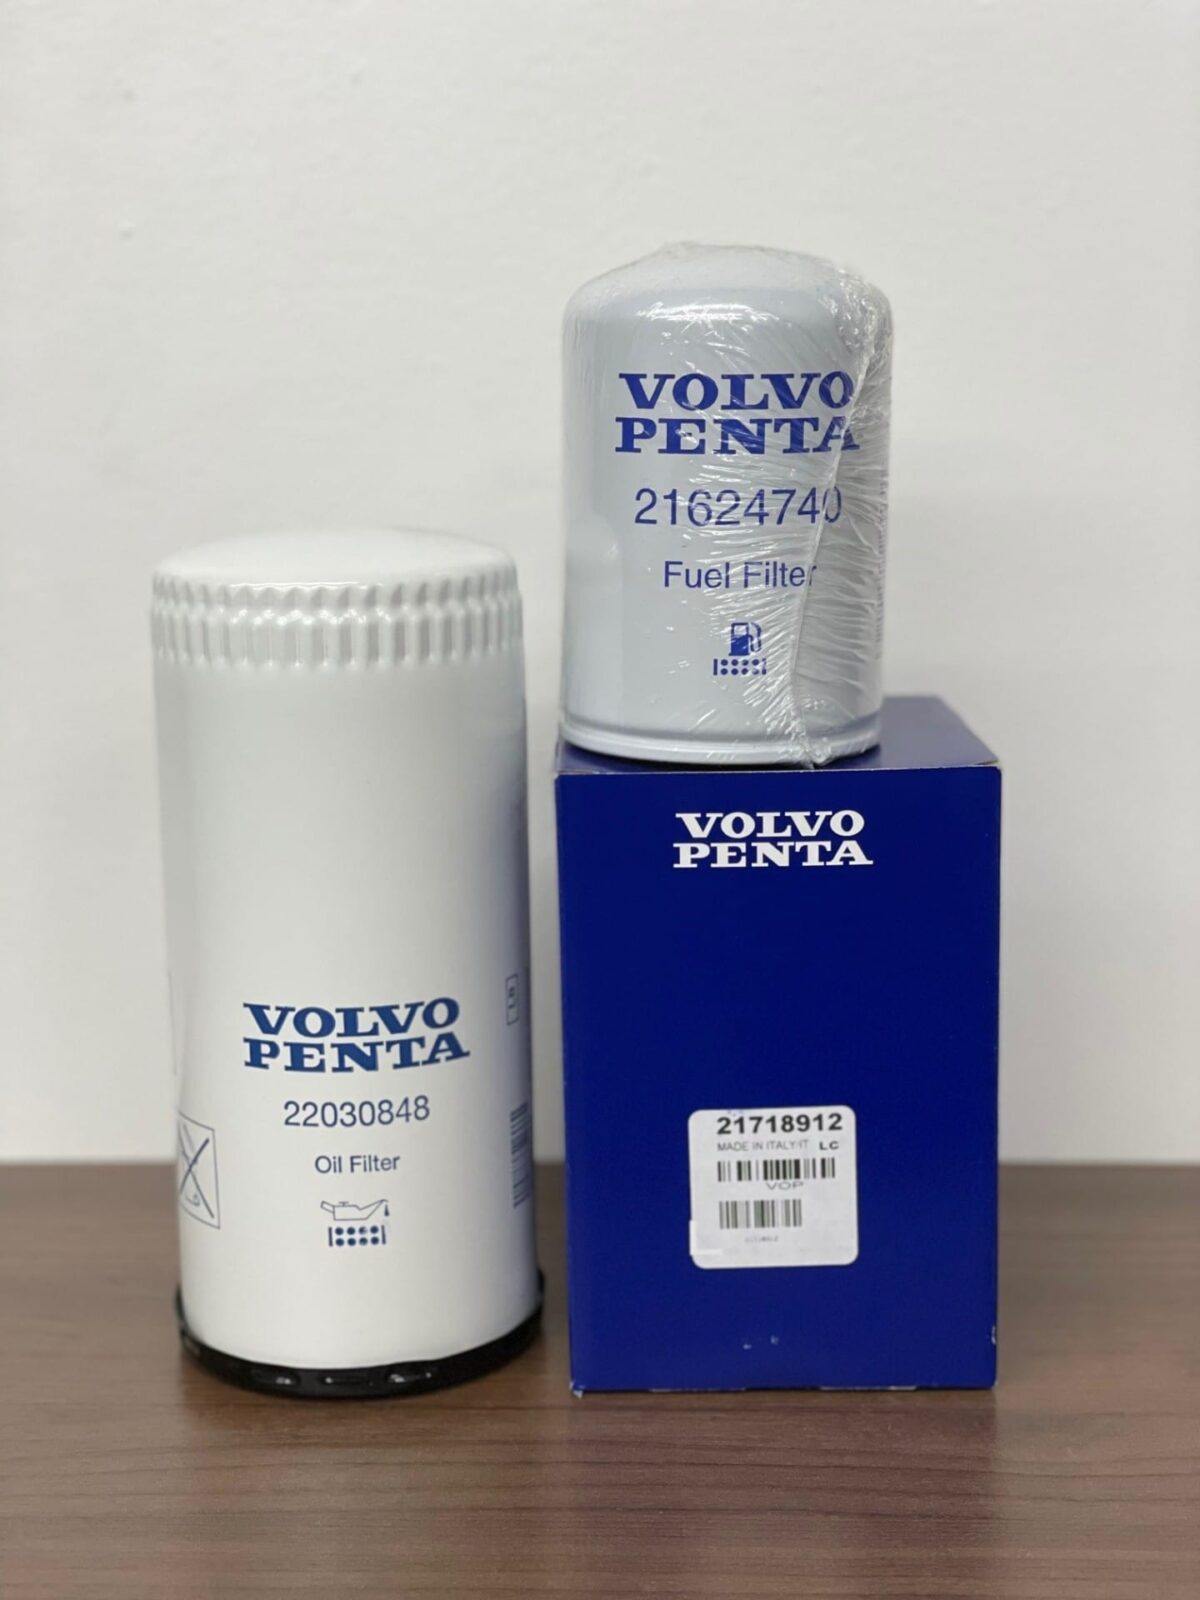 VOLVO
PENTA
21624740
Fuel Filter
VOLVO
PENTA
21718912
MADE IN ITALY/IT LC
VOP
VOLVO
PENTA
22030848
Oil Filter